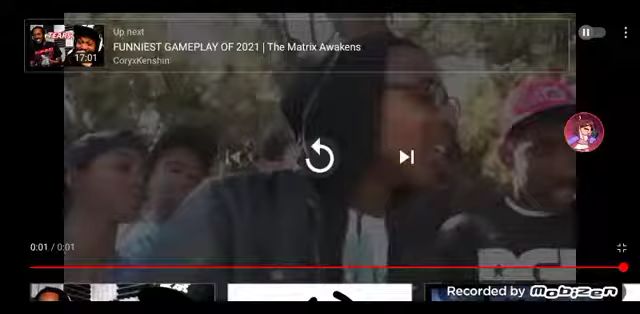 Up next
FUNNIEST GAMEPLAY OF 2021 | The Matrix Awakens
CoryxKenshin
TEARS
17:01
0:01 / 0:01
Recorded by Mobizen